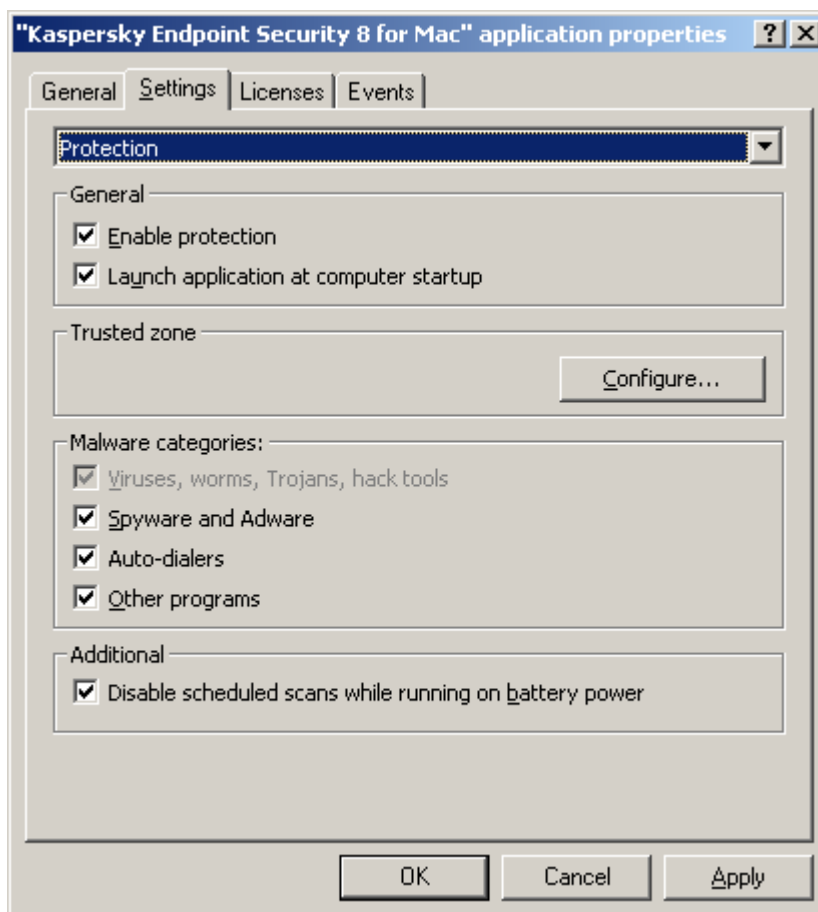 "Kaspersky Endpoint Security 8 for Mac" application properties
General Settings Licenses Events
Protection
General
Enable protection
Launch application at computer startup
Trusted zone
Configure...
Malware categories:
Viruses, worms, Trojans, hack tools
Spyware and Adware
Auto-dialers
Other programs
Additional
Disable scheduled scans while running on battery power
OK Cancel Apply